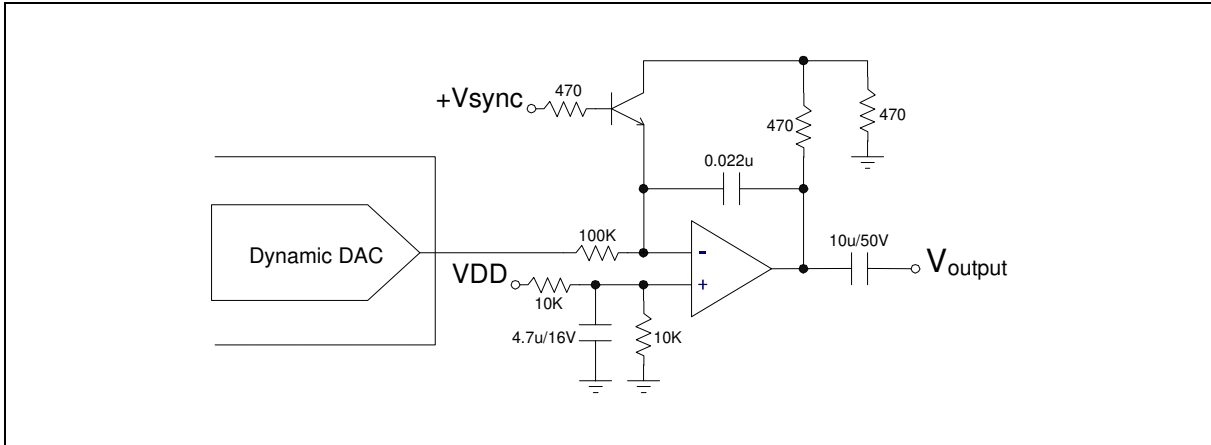 470
+Vsync
470
470
0.022u
Dynamic DAC
100K
-
10u/50V
Voutput
VDD
+
10K
4.7u/16V
10K